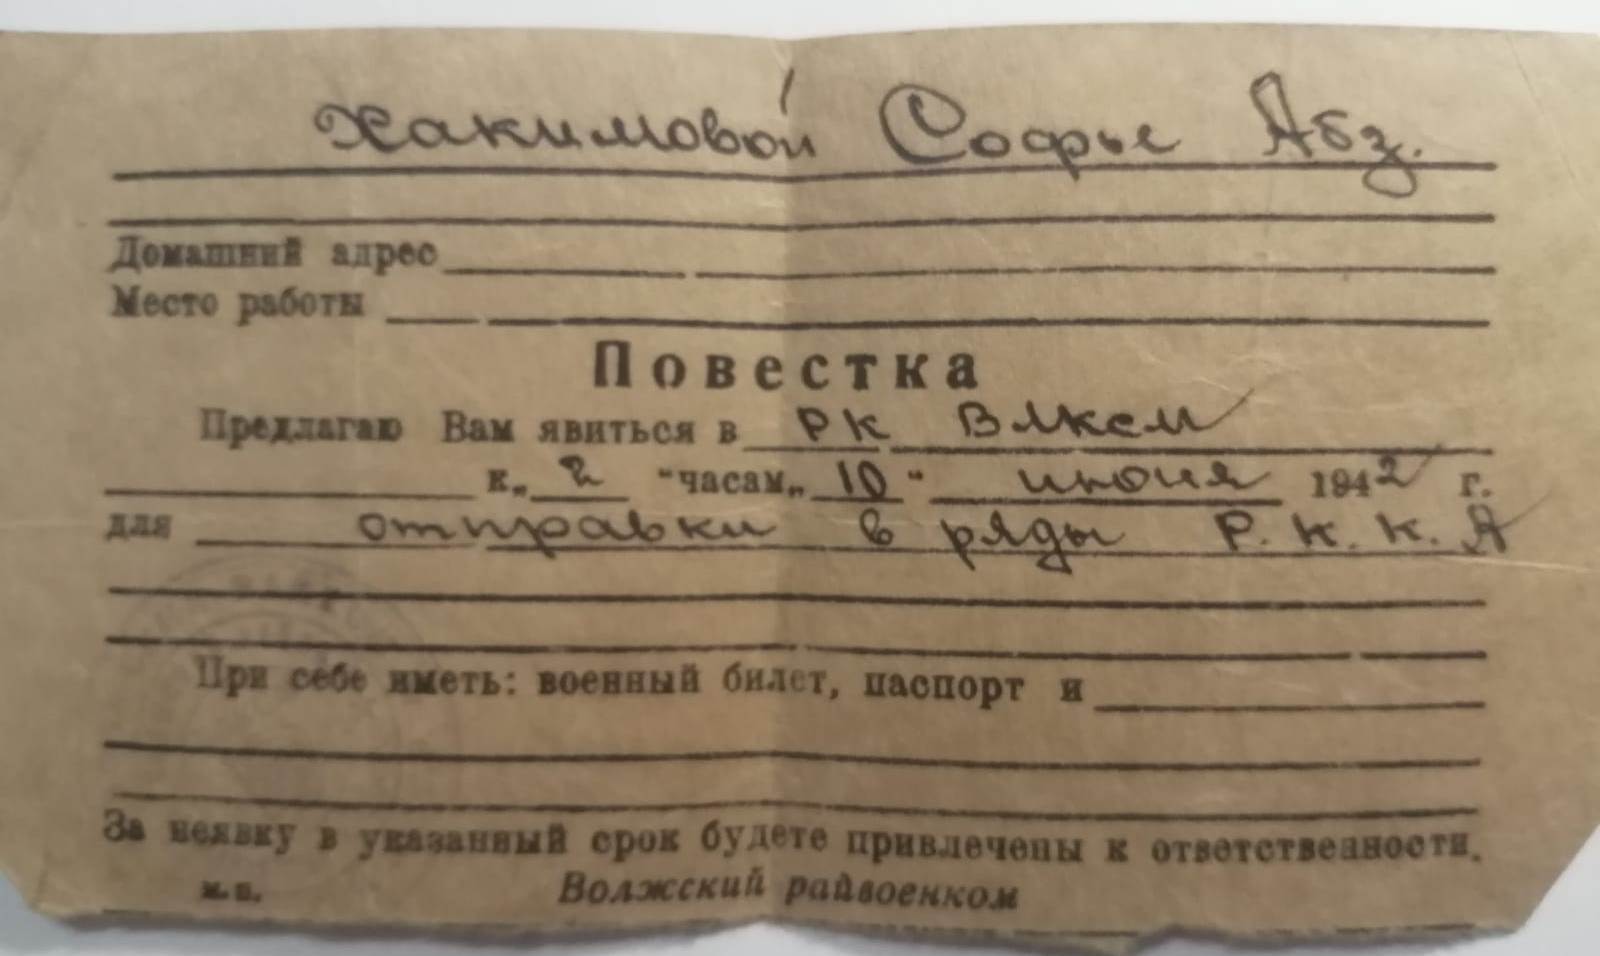 Хакимовой Софье Абз.
Домашний адрес
Место работы
Повестка
Предлагаю Вам явиться в РК ВЛКСМ
к „2“ часам „10“ июня 1942 г.
для отправки в ряды Р.К.К.А
При себе иметь: военный билет, паспорт и
За неявку в указанный срок будете привлечены к ответственности.
м.п. Волжский райвоенком